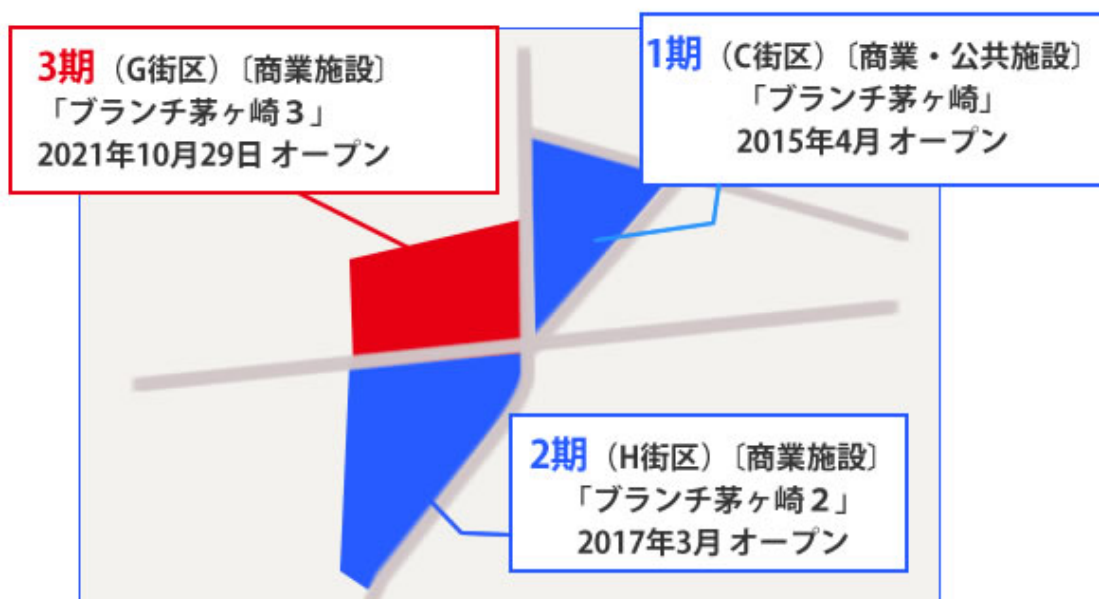 3期（G街区）〔商業施設〕
「ブランチ茅ヶ崎３」
2021年10月29日 オープン
1期（C街区）〔商業・公共施設〕
「ブランチ茅ヶ崎」
2015年4月 オープン
2期（H街区）〔商業施設〕
「ブランチ茅ヶ崎２」
2017年3月 オープン